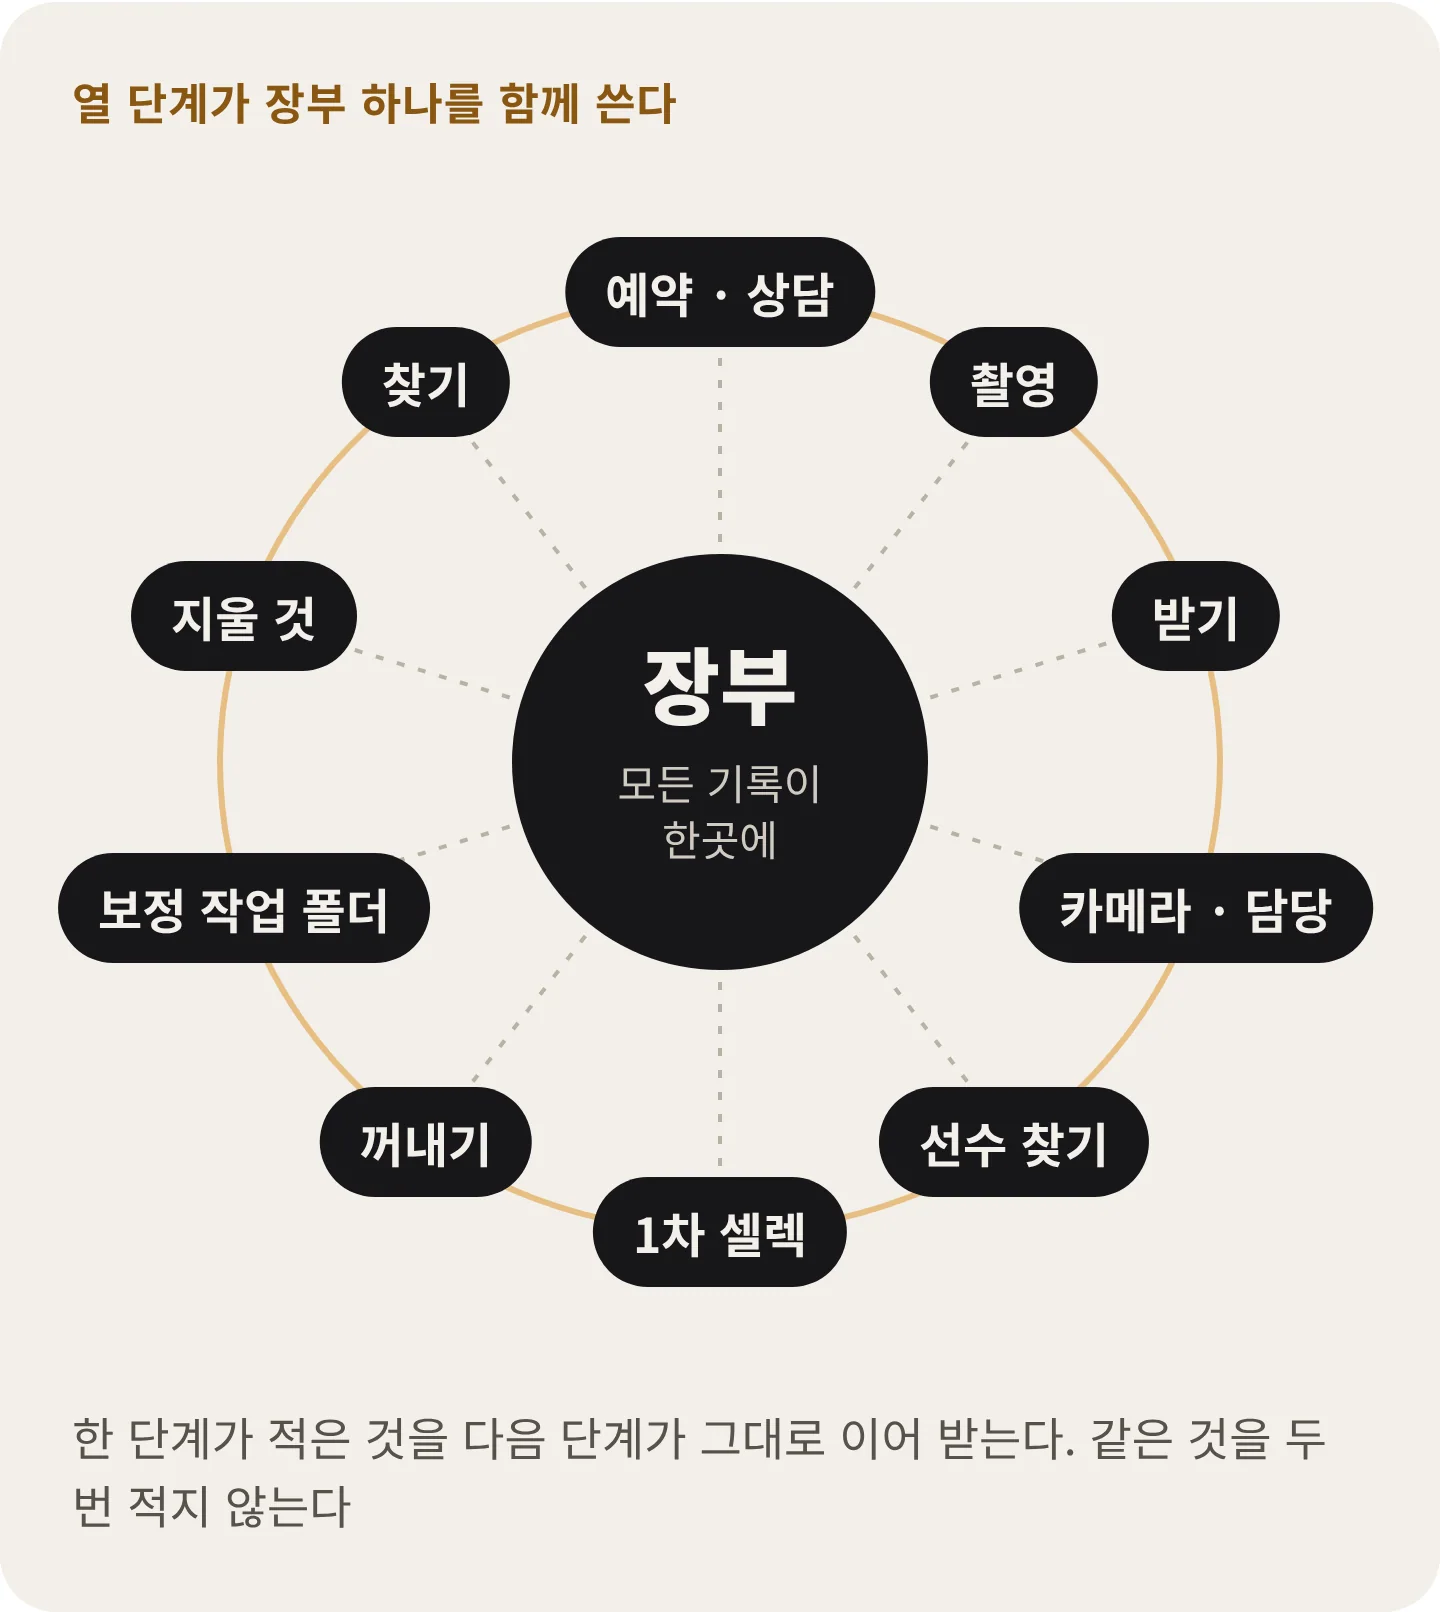 열 단계가 장부 하나를 함께 쓴다
예약 · 상담
촬영
받기
카메라 · 담당
선수 찾기
1차 셀렉
꺼내기
보정 작업 폴더
지울 것
찾기
장부
모든 기록이
한곳에
한 단계가 적은 것을 다음 단계가 그대로 이어 받는다. 같은 것을 두
번 적지 않는다